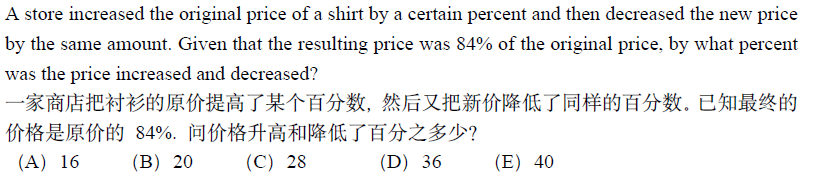 A store increased the original price of a shirt by a certain percent and then decreased the new price
by the same amount. Given that the resulting price was 84% of the original price, by what percent
was the price increased and decreased?
一家商店把衬衫的原价提高了某个百分数, 然后又把新价降低了同样的百分数。已知最终的
价格是原价的 84%. 问价格升高和降低了百分之多少?
(A) 16 (B) 20 (C) 28 (D) 36 (E) 40